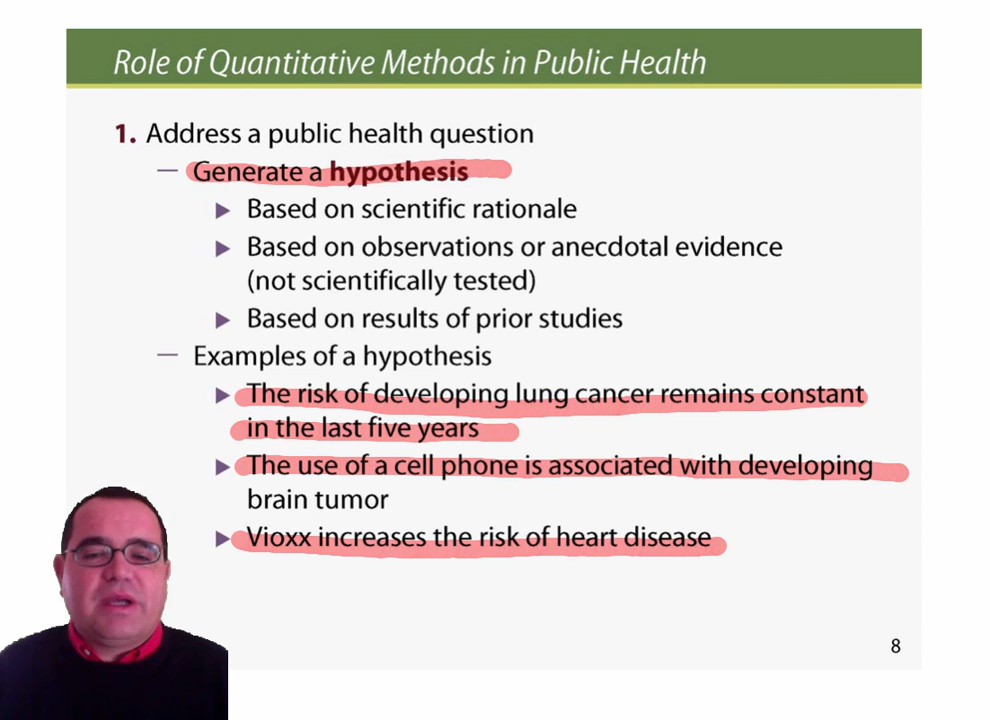 Role of Quantitative Methods in Public Health
1. Address a public health question
— Generate a hypothesis
▶ Based on scientific rationale
▶ Based on observations or anecdotal evidence
(not scientifically tested)
▶ Based on results of prior studies
— Examples of a hypothesis
▶ The risk of developing lung cancer remains constant
in the last five years
▶ The use of a cell phone is associated with developing
brain tumor
▶ Vioxx increases the risk of heart disease
8